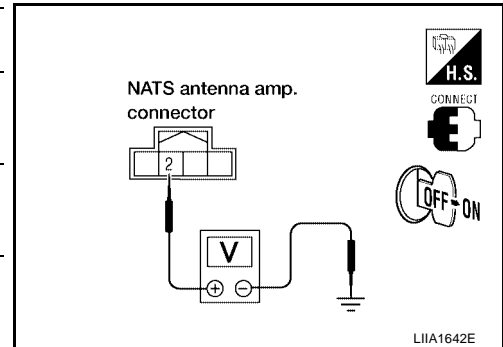 NATS antenna amp.
connector
H.S.
CONNECT
2
OFF
ON
V
+ −
LIIA1642E